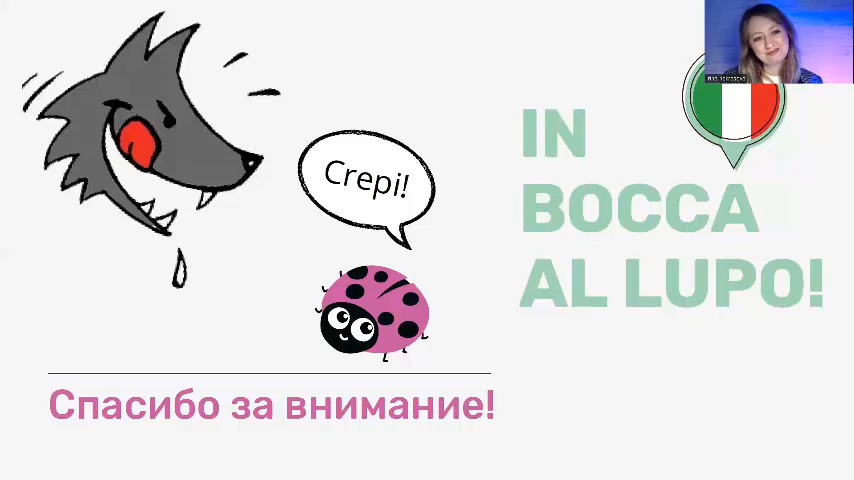 IN
BOCCA
AL LUPO!
Crepi!
Спасибо за внимание!